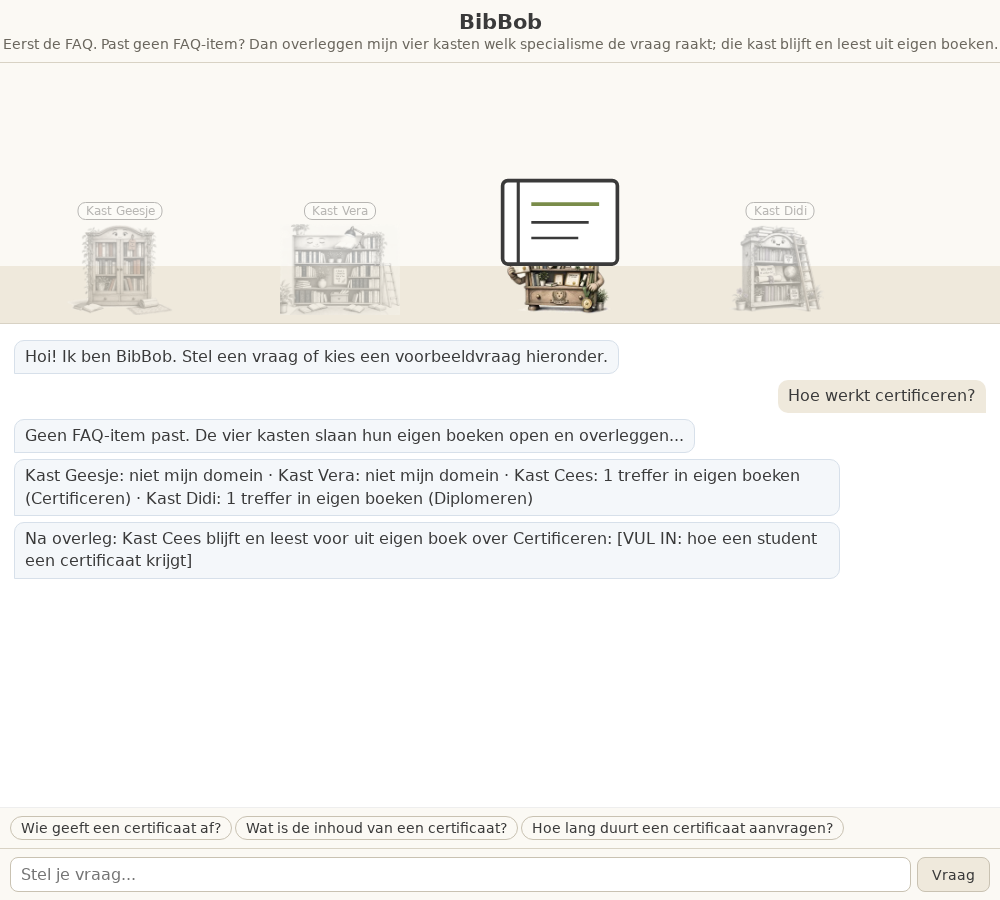 BibBob
Eerst de FAQ. Past geen FAQ-item? Dan overleggen mijn vier kasten welk specialisme de vraag raakt; die kast blijft en leest uit eigen boeken.
Kast Geesje
Kast Vera
Kast Didi
Hoi! Ik ben BibBob. Stel een vraag of kies een voorbeeldvraag hieronder.
Hoe werkt certificeren?
Geen FAQ-item past. De vier kasten slaan hun eigen boeken open en overleggen...
Kast Geesje: niet mijn domein · Kast Vera: niet mijn domein · Kast Cees: 1 treffer in eigen boeken
(Certificeren) · Kast Didi: 1 treffer in eigen boeken (Diplomeren)
Na overleg: Kast Cees blijft en leest voor uit eigen boek over Certificeren: [VUL IN: hoe een student
een certificaat krijgt]
Wie geeft een certificaat af?
Wat is de inhoud van een certificaat?
Hoe lang duurt een certificaat aanvragen?
Stel je vraag...
Vraag